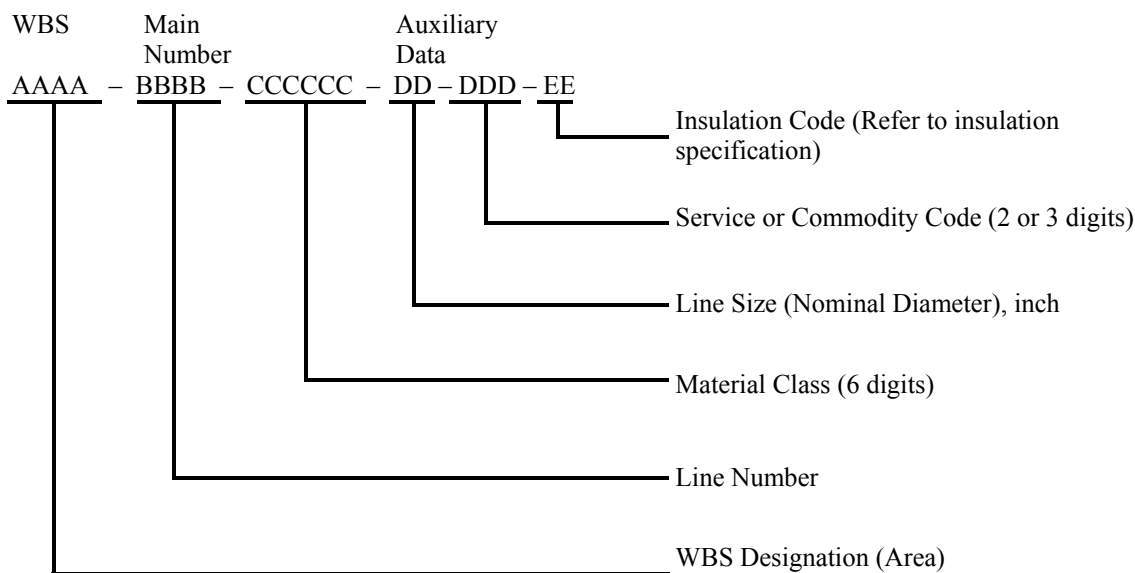 WBS Main Auxiliary
Number Data
AAAA – BBBB – CCCCCC – DD – DDD – EE
Insulation Code (Refer to insulation
specification)
Service or Commodity Code (2 or 3 digits)
Line Size (Nominal Diameter), inch
Material Class (6 digits)
Line Number
WBS Designation (Area)